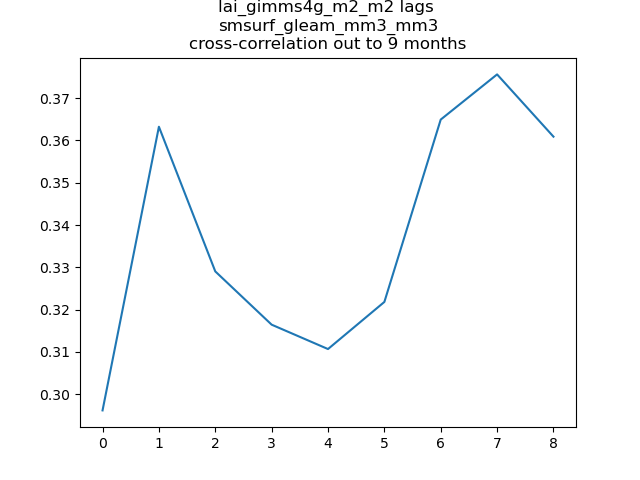 lai_gimms4g_m2_m2 lags
smsurf_gleam_mm3_mm3
cross-correlation out to 9 months
0.37
0.36
0.35
0.34
0.33
0.32
0.31
0.30
0 1 2 3 4 5 6 7 8